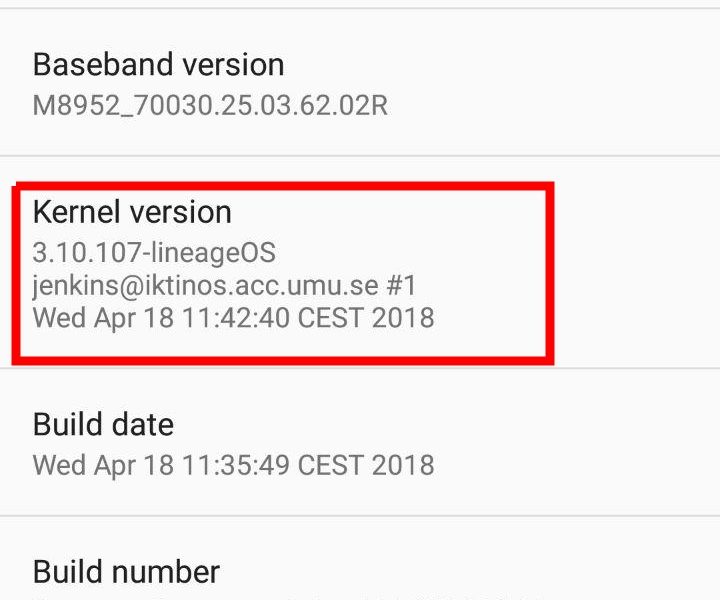 Baseband version
M8952_70030.25.03.62.02R
Kernel version
3.10.107-lineageOS
jenkins@iktinos.acc.umu.se #1
Wed Apr 18 11:42:40 CEST 2018
Build date
Wed Apr 18 11:35:49 CEST 2018
Build number